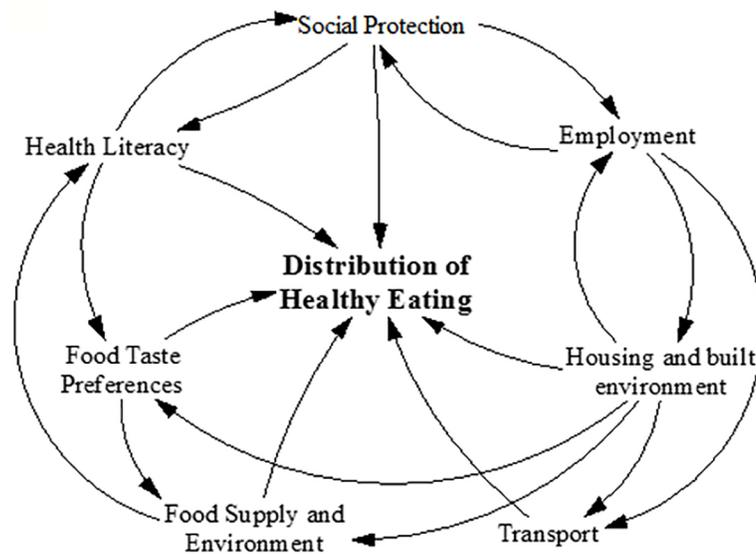 Social Protection
Health Literacy
Employment
Distribution of
Healthy Eating
Food Taste
Preferences
Housing and built
environment
Food Supply and
Environment
Transport